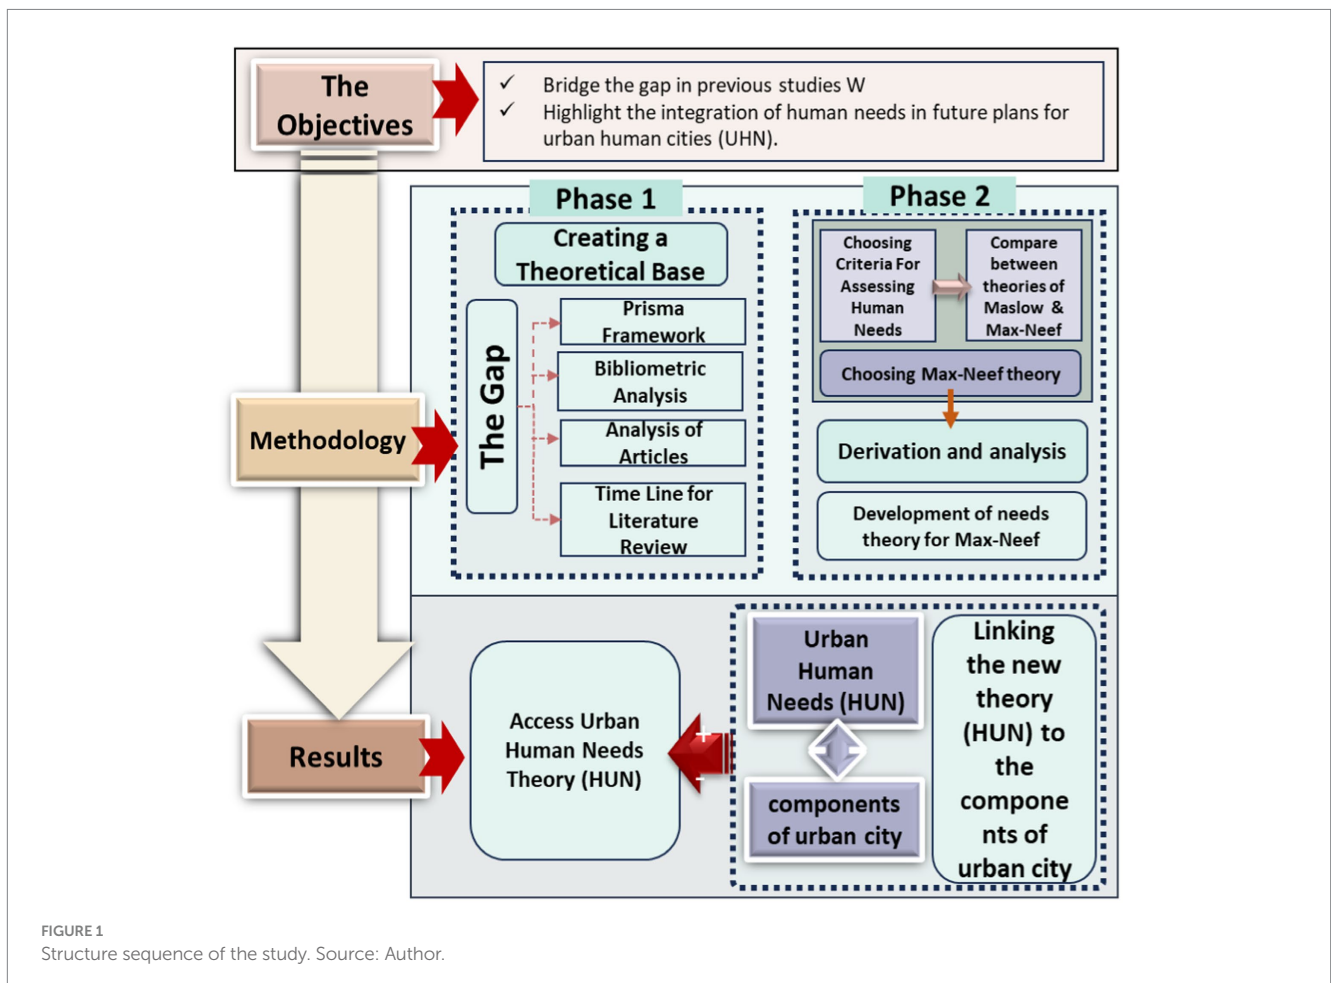 The
Objectives
✓ Bridge the gap in previous studies W
✓ Highlight the integration of human needs in future plans for
urban human cities (UHN).
Methodology
Phase 1
Creating a
Theoretical Base
The Gap
Prisma
Framework
Bibliometric
Analysis
Analysis of
Articles
Time Line for
Literature
Review
Phase 2
Choosing
Criteria For
Assessing
Human
Needs
Compare
between
theories of
Maslow &
Max-Neef
Choosing Max-Neef theory
Derivation and analysis
Development of needs
theory for Max-Neef
Results
Access Urban
Human Needs
Theory (HUN)
+
-
Urban
Human
Needs (HUN)
components
of urban city
Linking
the new
theory
(HUN) to
the
compone
nts of
urban city
FIGURE 1
Structure sequence of the study. Source: Author.